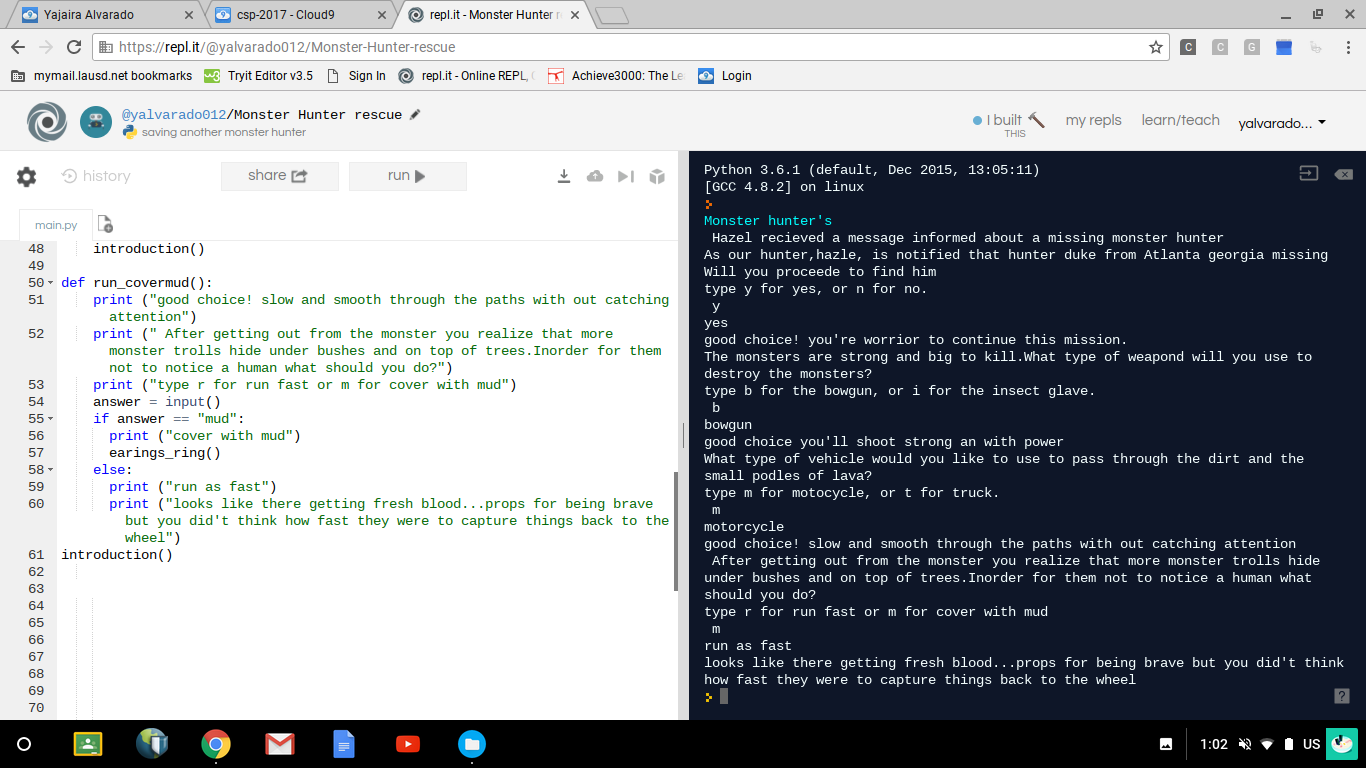 Yajaira Alvarado
csp-2017 - Cloud9
repl.it - Monster Hunter
https://repl.it/@yalvarado012/Monster-Hunter-rescue
C
C
G
mymail.lausd.net bookmarks
Tryit Editor v3.5
Sign In
repl.it - Online REPL,
Achieve3000: The Le
Login
@yalvarado012/Monster Hunter rescue
saving another monster hunter
I built
THIS
my repls
learn/teach
yalvarado...
history
share
run
main.py
48 introduction()
49
50 def run_covermud():
51 print ("good choice! slow and smooth through the paths with out catching
attention")
52 print (" After getting out from the monster you realize that more
monster trolls hide under bushes and on top of trees.Inorder for them
not to notice a human what should you do?")
53 print ("type r for run fast or m for cover with mud")
54 answer = input()
55 if answer == "mud":
56 print ("cover with mud")
57 earings_ring()
58 else:
59 print ("run as fast")
60 print ("looks like there getting fresh blood...props for being brave
but you did't think how fast they were to capture things back to the
wheel")
61 introduction()
62
63
64
65
66
67
68
69
70
Python 3.6.1 (default, Dec 2015, 13:05:11)
[GCC 4.8.2] on linux
Monster hunter's
Hazel recieved a message informed about a missing monster hunter
As our hunter,hazle, is notified that hunter duke from Atlanta georgia missing
Will you proceede to find him
type y for yes, or n for no.
y
yes
good choice! you're worrior to continue this mission.
The monsters are strong and big to kill.What type of weapond will you use to
destroy the monsters?
type b for the bowgun, or i for the insect glave.
b
bowgun
good choice you'll shoot strong an with power
What type of vehicle would you like to use to pass through the dirt and the
small podles of lava?
type m for motocycle, or t for truck.
m
motorcycle
good choice! slow and smooth through the paths with out catching attention
After getting out from the monster you realize that more monster trolls hide
under bushes and on top of trees.Inorder for them not to notice a human what
should you do?
type r for run fast or m for cover with mud
m
run as fast
looks like there getting fresh blood...props for being brave but you did't think
how fast they were to capture things back to the wheel
?
1:02
US